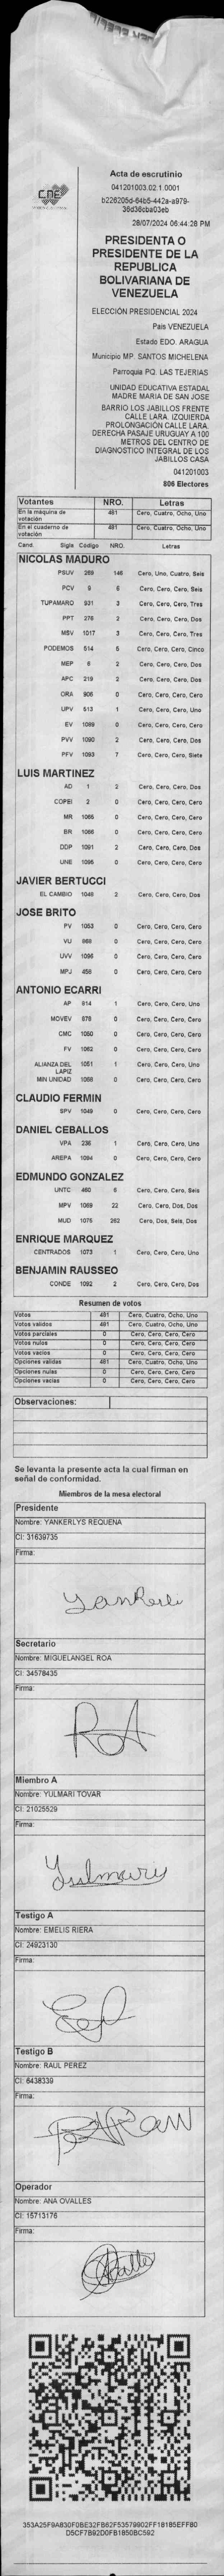 CNE
Acta de escrutinio
041201003.02.1.0001
b226205d-64b5-442a-a979-
36d36cba03eb
28/07/2024 06:44:28 PM
PRESIDENTA O
PRESIDENTE DE LA
REPUBLICA
BOLIVARIANA DE
VENEZUELA
ELECCIÓN PRESIDENCIAL 2024
País VENEZUELA
Estado EDO. ARAGUA
Municipio MP. SANTOS MICHELENA
Parroquia PQ. LAS TEJERIAS
UNIDAD EDUCATIVA ESTADAL
MADRE MARIA DE SAN JOSE
BARRIO LOS JABILLOS FRENTE
CALLE LARA. IZQUIERDA
PROLONGACIÓN CALLE LARA.
DERECHA PASAJE URUGUAY A 100
METROS DEL CENTRO DE
DIAGNOSTICO INTEGRAL DE LOS
JABILLOS CASA
041201003
806 Electores
Votantes NRO. Letras
En la máquina de votación 481 Cero, Cuatro, Ocho, Uno
En el cuaderno de votación 481 Cero, Cuatro, Ocho, Uno
Cand. Sigla Código NRO. Letras
NICOLAS MADURO
PSUV 269 146 Cero, Uno, Cuatro, Seis
PCV 9 6 Cero, Cero, Cero, Seis
TUPAMARO 931 3 Cero, Cero, Cero, Tres
PPT 276 2 Cero, Cero, Cero, Dos
MSV 1017 3 Cero, Cero, Cero, Tres
PODEMOS 514 5 Cero, Cero, Cero, Cinco
MEP 6 2 Cero, Cero, Cero, Dos
APC 219 2 Cero, Cero, Cero, Dos
ORA 906 0 Cero, Cero, Cero, Cero
UPV 513 1 Cero, Cero, Cero, Uno
EV 1089 0 Cero, Cero, Cero, Cero
PVV 1090 2 Cero, Cero, Cero, Dos
PFV 1093 7 Cero, Cero, Cero, Siete
LUIS MARTINEZ
AD 1 2 Cero, Cero, Cero, Dos
COPEI 2 0 Cero, Cero, Cero, Cero
MR 1065 0 Cero, Cero, Cero, Cero
BR 1066 0 Cero, Cero, Cero, Cero
DDP 1091 2 Cero, Cero, Cero, Dos
UNE 1095 0 Cero, Cero, Cero, Cero
JAVIER BERTUCCI
EL CAMBIO 1046 2 Cero, Cero, Cero, Dos
JOSE BRITO
PV 1053 0 Cero, Cero, Cero, Cero
VU 868 0 Cero, Cero, Cero, Cero
UVV 1096 0 Cero, Cero, Cero, Cero
MPJ 458 0 Cero, Cero, Cero, Cero
ANTONIO ECARRI
AP 914 1 Cero, Cero, Cero, Uno
MOVEV 878 0 Cero, Cero, Cero, Cero
CMC 1050 0 Cero, Cero, Cero, Cero
FV 1062 0 Cero, Cero, Cero, Cero
ALIANZA DEL LAPIZ 1051 1 Cero, Cero, Cero, Uno
MIN UNIDAD 1056 0 Cero, Cero, Cero, Cero
CLAUDIO FERMIN
SPV 1049 0 Cero, Cero, Cero, Cero
DANIEL CEBALLOS
VPA 236 1 Cero, Cero, Cero, Uno
AREPA 1094 0 Cero, Cero, Cero, Cero
EDMUNDO GONZALEZ
UNTC 460 6 Cero, Cero, Cero, Seis
MPV 1069 22 Cero, Cero, Dos, Dos
MUD 1075 262 Cero, Dos, Seis, Dos
ENRIQUE MARQUEZ
CENTRADOS 1073 1 Cero, Cero, Cero, Uno
BENJAMIN RAUSSEO
CONDE 1092 2 Cero, Cero, Cero, Dos
Resumen de votos
Votos 481 Cero, Cuatro, Ocho, Uno
Votos validos 481 Cero, Cuatro, Ocho, Uno
Votos parciales 0 Cero, Cero, Cero, Cero
Votos nulos 0 Cero, Cero, Cero, Cero
Votos vacios 0 Cero, Cero, Cero, Cero
Opciones validas 481 Cero, Cuatro, Ocho, Uno
Opciones nulas 0 Cero, Cero, Cero, Cero
Opciones vacias 0 Cero, Cero, Cero, Cero
Observaciones:
Se levanta la presente acta la cual firman en
señal de conformidad.
Miembros de la mesa electoral
Presidente
Nombre: YANKERLYS REQUENA
CI: 31639735
Firma:
Secretario
Nombre: MIGUELANGEL ROA
CI: 34578435
Firma:
Miembro A
Nombre: YULMARI TOVAR
CI: 21025529
Firma:
Testigo A
Nombre: EMELIS RIERA
CI: 24923130
Firma:
Testigo B
Nombre: RAUL PEREZ
CI: 6438339
Firma:
Operador
Nombre: ANA OVALLES
CI: 15713176
Firma:
353A25F9A830F0BE32FB62F53579902FF181B5EFF80
D5CF7B92D0FB1850BC592